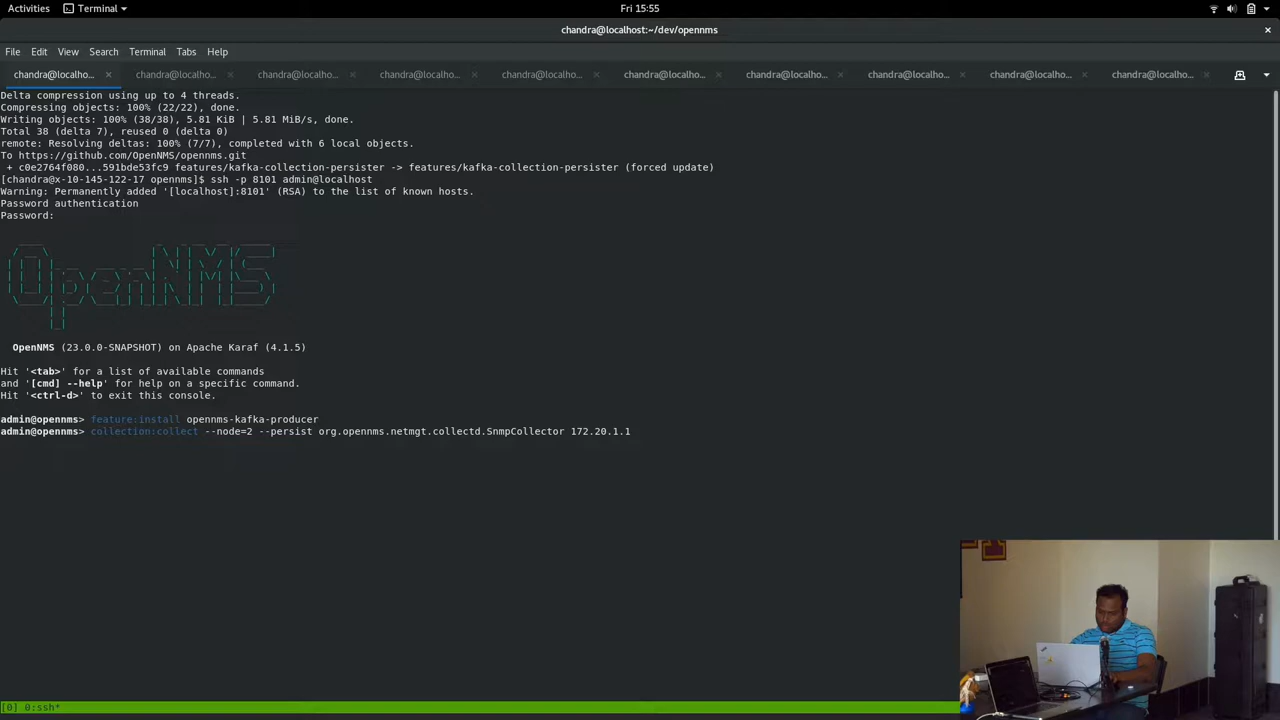 Activities Terminal Fri 15:55
chandra@localhost:~/dev/opennms ×
File Edit View Search Terminal Tabs Help
chandra@localho... × chandra@localho... × chandra@localho... × chandra@localho... × chandra@localho... × chandra@localho... × chandra@localho... × chandra@localho... × chandra@localho... × chandra@localho... ×
Delta compression using up to 4 threads.
Compressing objects: 100% (22/22), done.
Writing objects: 100% (38/38), 5.81 KiB | 5.81 MiB/s, done.
Total 38 (delta 7), reused 0 (delta 0)
remote: Resolving deltas: 100% (7/7), completed with 6 local objects.
To https://github.com/OpenNMS/opennms.git
+ c0e2764f080...591bde53fc9 features/kafka-collection-persister -> features/kafka-collection-persister (forced update)
[chandra@x-10-145-122-17 opennms]$ ssh -p 8101 admin@localhost
Warning: Permanently added '[localhost]:8101' (RSA) to the list of known hosts.
Password authentication
Password:
OpenNMS
OpenNMS (23.0.0-SNAPSHOT) on Apache Karaf (4.1.5)
Hit '<tab>' for a list of available commands
and '[cmd] --help' for help on a specific command.
Hit '<ctrl-d>' to exit this console.
admin@opennms> feature:install opennms-kafka-producer
admin@opennms> collection:collect --node=2 --persist org.opennms.netmgt.collectd.SnmpCollector 172.20.1.1
[0] 0:ssh*